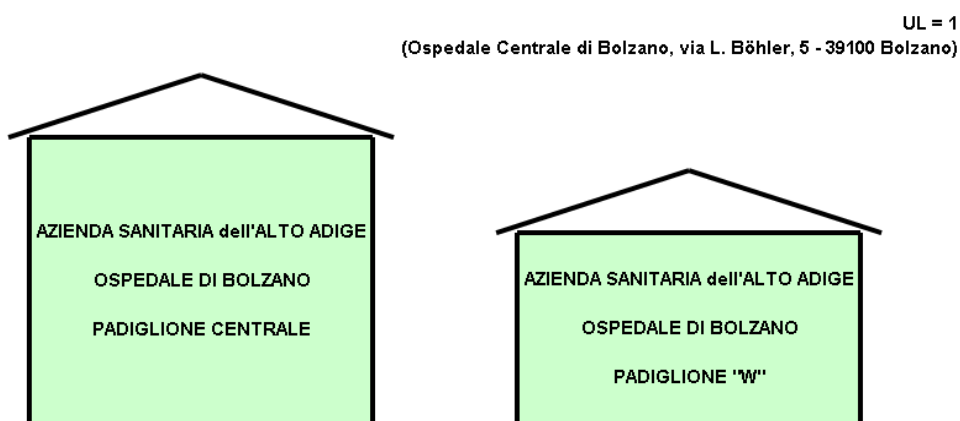 UL = 1
(Ospedale Centrale di Bolzano, via L. Böhler, 5 - 39100 Bolzano)
AZIENDA SANITARIA dell'ALTO ADIGE
OSPEDALE DI BOLZANO
PADIGLIONE CENTRALE
AZIENDA SANITARIA dell'ALTO ADIGE
OSPEDALE DI BOLZANO
PADIGLIONE "W"